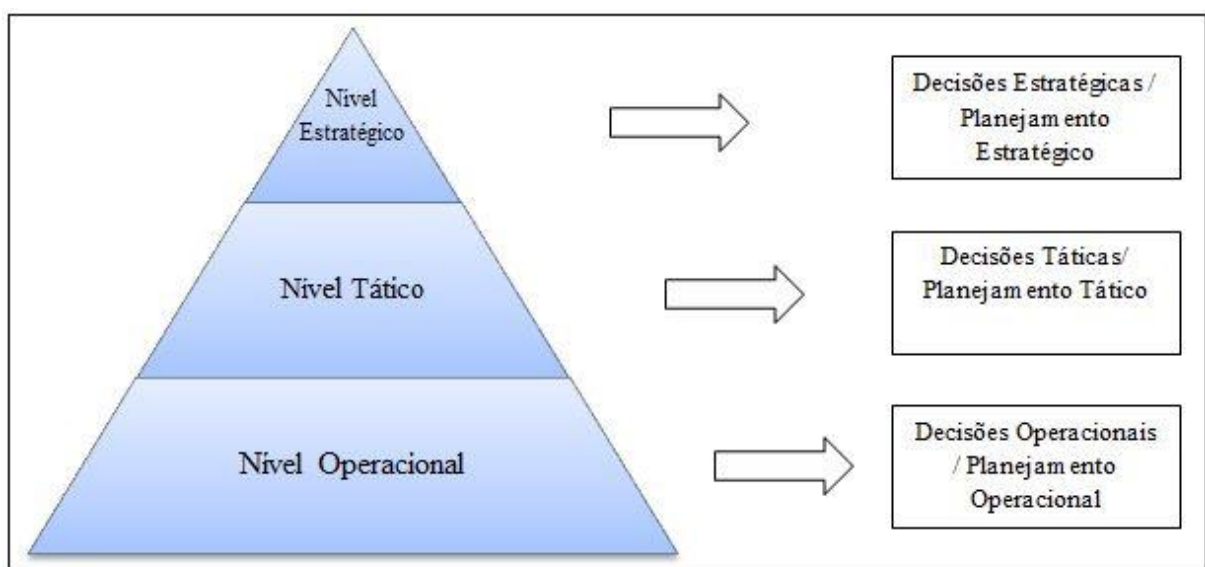 Nível
Estratégico
Decisões Estratégicas /
Planejamento
Estratégico
Nível Tático
Decisões Táticas/
Planejamento Tático
Nível Operacional
Decisões Operacionais
/ Planejamento
Operacional